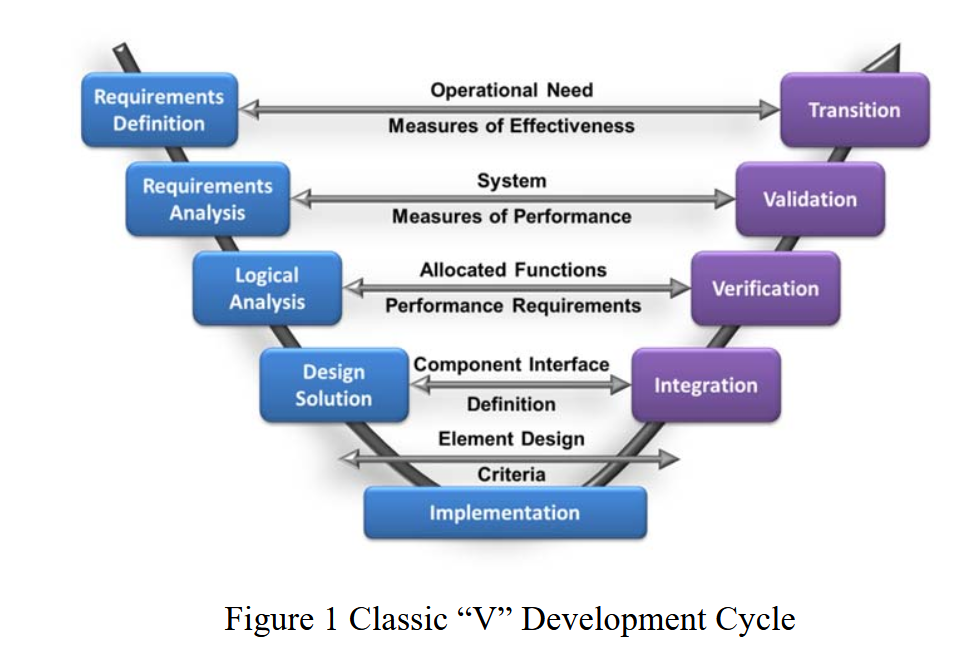 Requirements
Definition
Operational Need
Measures of Effectiveness
Transition
Requirements
Analysis
System
Measures of Performance
Validation
Logical
Analysis
Allocated Functions
Performance Requirements
Verification
Design
Solution
Component Interface
Definition
Integration
Element Design
Criteria
Implementation
Figure 1 Classic “V” Development Cycle